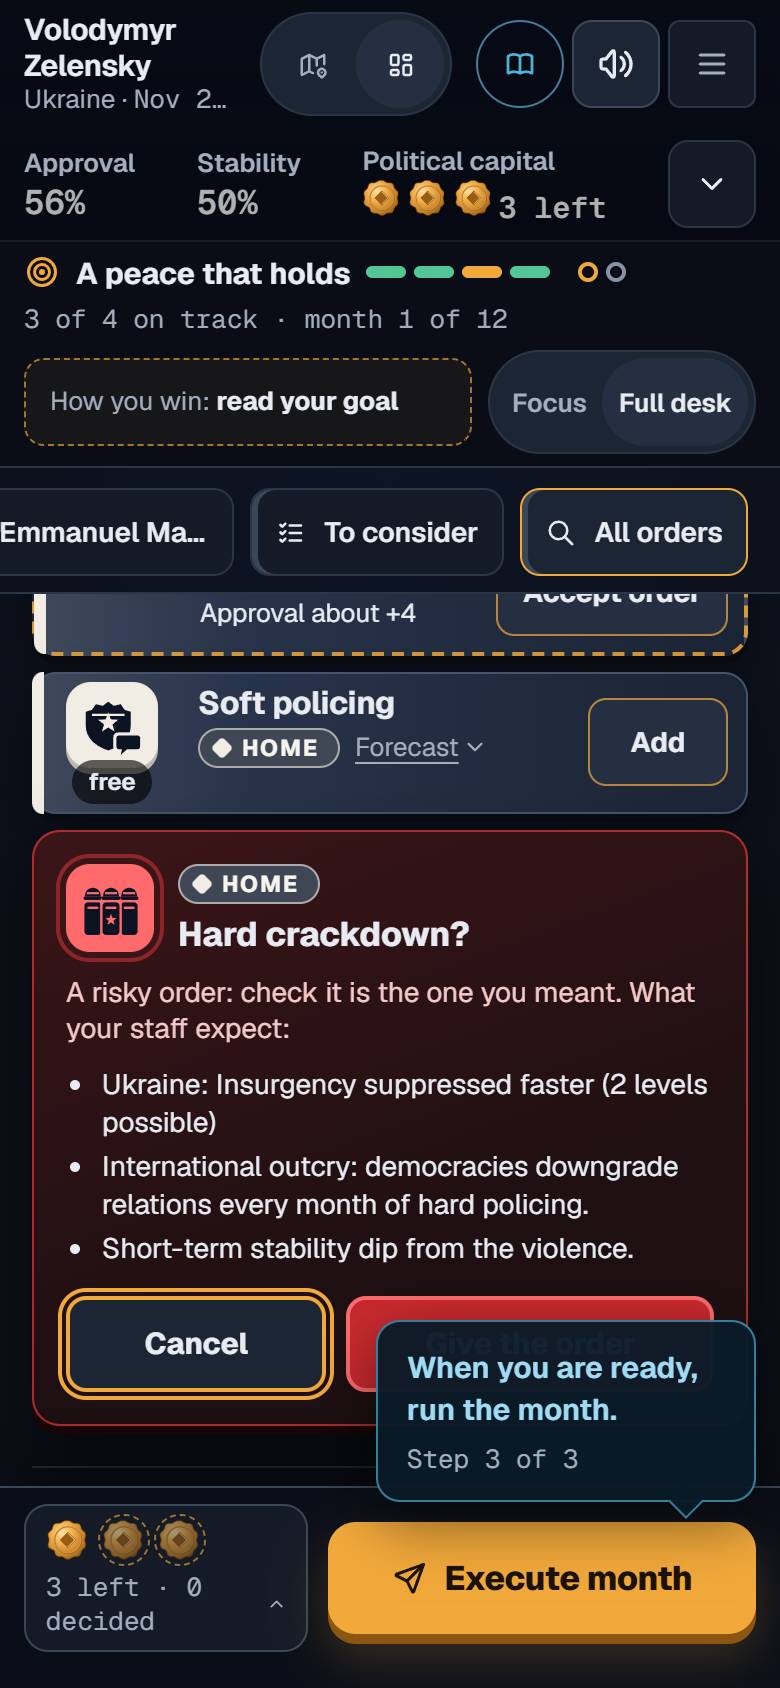 Volodymyr
Zelensky
Ukraine · Nov 2…
Approval
56%
Stability
50%
Political capital
3 left
A peace that holds
3 of 4 on track · month 1 of 12
How you win: read your goal
Focus
Full desk
Emmanuel Ma…
To consider
All orders
Approval about +4
Accept order
Soft policing
HOME
Forecast
free
Add
HOME
Hard crackdown?
A risky order: check it is the one you meant. What
your staff expect:
• Ukraine: Insurgency suppressed faster (2 levels
possible)
• International outcry: democracies downgrade
relations every month of hard policing.
• Short-term stability dip from the violence.
Cancel
Give the order
When you are ready,
run the month.
Step 3 of 3
3 left · 0
decided
Execute month